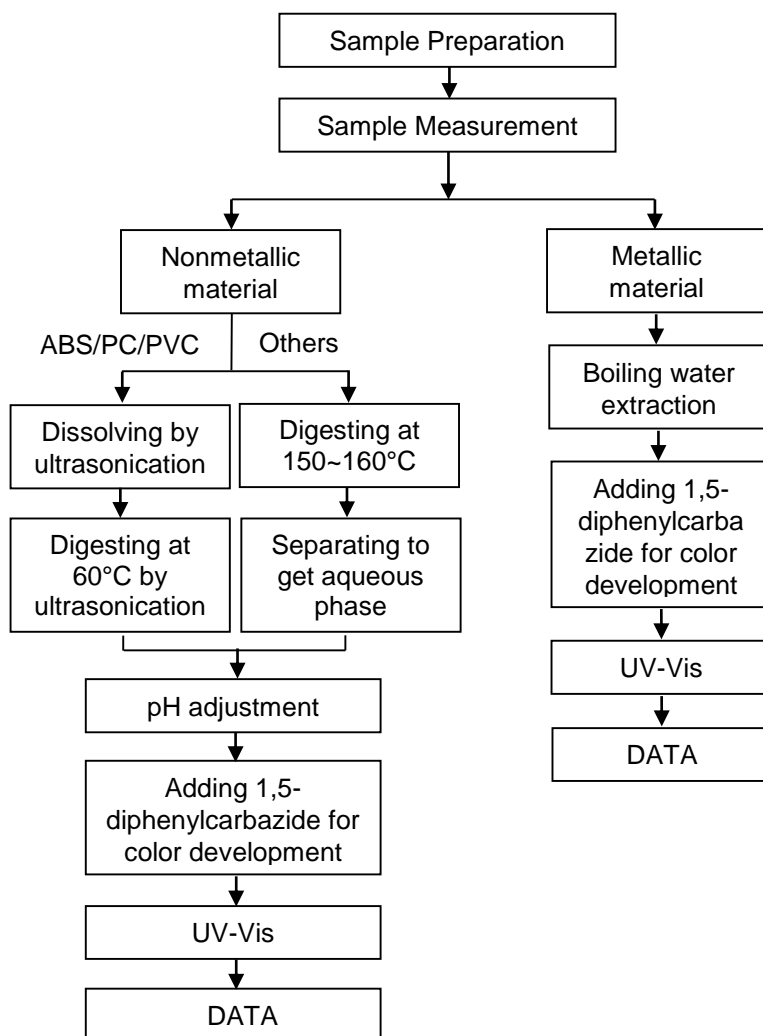 Sample Preparation
Sample Measurement
Nonmetallic
material
Metallic
material
ABS/PC/PVC
Others
Boiling water
extraction
Dissolving by
ultrasonication
Digesting at
150~160°C
Adding 1,5-
diphenylcarba
zide for color
development
Digesting at
60°C by
ultrasonication
Separating to
get aqueous
phase
UV-Vis
pH adjustment
DATA
Adding 1,5-
diphenylcarbazide for
color development
UV-Vis
DATA